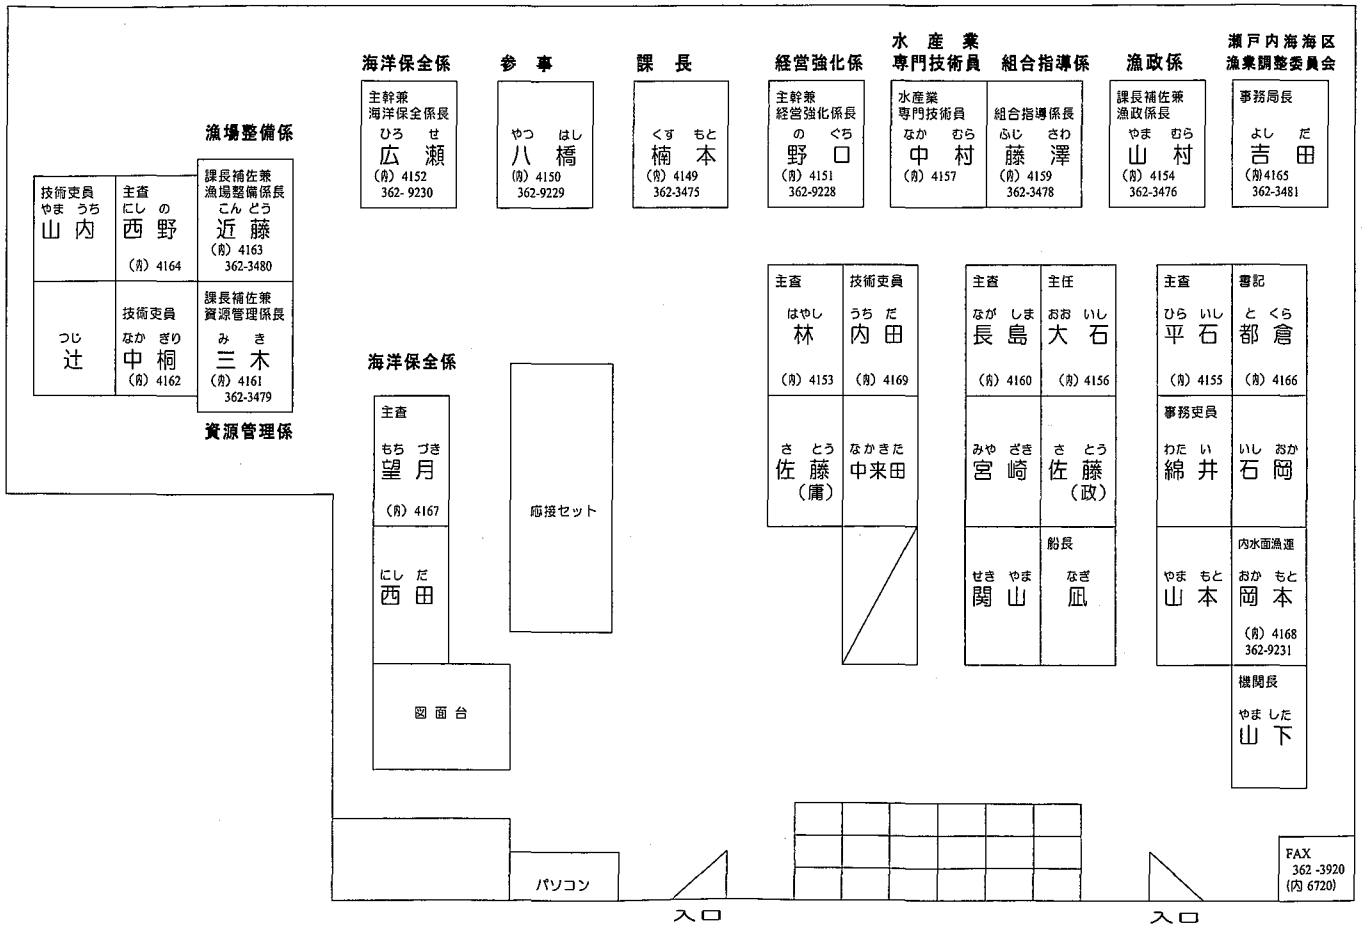 海洋保全係
主幹兼
海洋保全係長
ひろ せ
広 瀬
(内) 4152
362- 9230
参 事
やつ はし
八 橋
(内) 4150
362-9229
課 長
くす もと
楠 本
(内) 4149
362-3475
経営強化係
主幹兼
経営強化係長
の ぐち
野 口
(内) 4151
362-9228
水 産 業
専門技術員
水産業
専門技術員
なか むら
中 村
(内) 4157
組合指導係
組合指導係長
ふじ さわ
藤 澤
(内) 4159
362-3478
漁政係
課長補佐兼
漁政係長
やま むら
山 村
(内) 4154
362-3476
瀬戸内海海区
漁業調整委員会
事務局長
よし だ
吉 田
(内)4165
362-3481
漁場整備係
技術吏員
やま うち
山 内
主査
にし の
西 野
(内) 4164
課長補佐兼
漁場整備係長
こん どう
近 藤
(内) 4163
362-3480
つじ
辻
技術吏員
なか ぎり
中 桐
(内) 4162
課長補佐兼
資源管理係長
み き
三 木
(内) 4161
362-3479
資源管理係
海洋保全係
主査
もち づき
望 月
(内) 4167
にし だ
西 田
図 面 台
応接セット
主査
はやし
林
(内) 4153
技術吏員
うち だ
内 田
(内) 4169
さ とう
佐 藤
(庸)
なかきた
中来田
主査
なが しま
長 島
(内) 4160
主任
おお いし
大 石
(内) 4156
みや ざき
宮 崎
さ とう
佐 藤
(政)
せき やま
関 山
船長
なぎ
凪
主査
ひら いし
平 石
(内) 4155
書記
と くら
都 倉
(内) 4166
事務吏員
わた い
綿 井
いし おか
石 岡
やま もと
山 本
内水面漁連
おか もと
岡 本
(内) 4168
362-9231
機関長
やま した
山 下
パソコン
入口
入口
FAX
362 -3920
(内 6720)